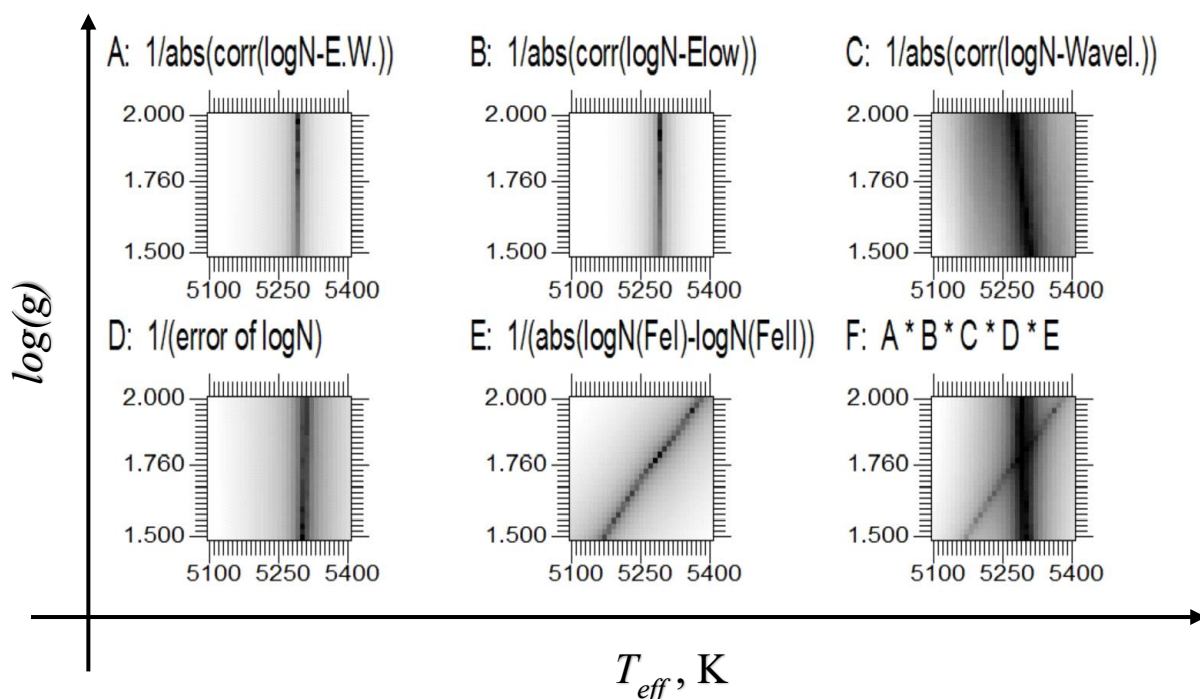 A: 1/abs(corr(logN-E.W.))
B: 1/abs(corr(logN-Elow))
C: 1/abs(corr(logN-Wavel.))
2.000
1.760
1.500
5100 5250 5400
2.000
1.760
1.500
5100 5250 5400
2.000
1.760
1.500
5100 5250 5400
log(g)
D: 1/(error of logN)
E: 1/(abs(logN(FeI)-logN(FeII))
F: A * B * C * D * E
2.000
1.760
1.500
5100 5250 5400
2.000
1.760
1.500
5100 5250 5400
2.000
1.760
1.500
5100 5250 5400
T_eff, K